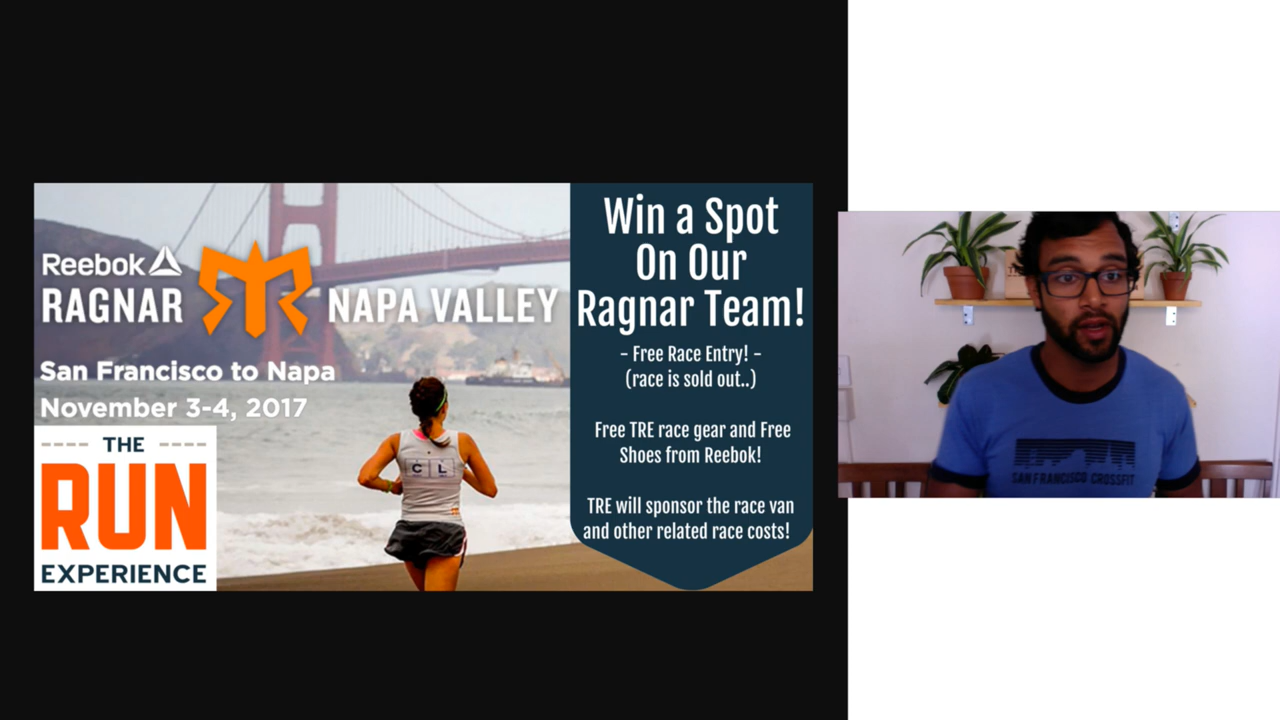 Reebok
RAGNAR NAPA VALLEY
San Francisco to Napa
November 3-4, 2017
THE
RUN
EXPERIENCE
Win a Spot
On Our
Ragnar Team!
- Free Race Entry! -
(race is sold out..)
Free TRE race gear and Free
Shoes from Reebok!
TRE will sponsor the race van
and other related race costs!
C L
SAN FRANCISCO CROSSFIT